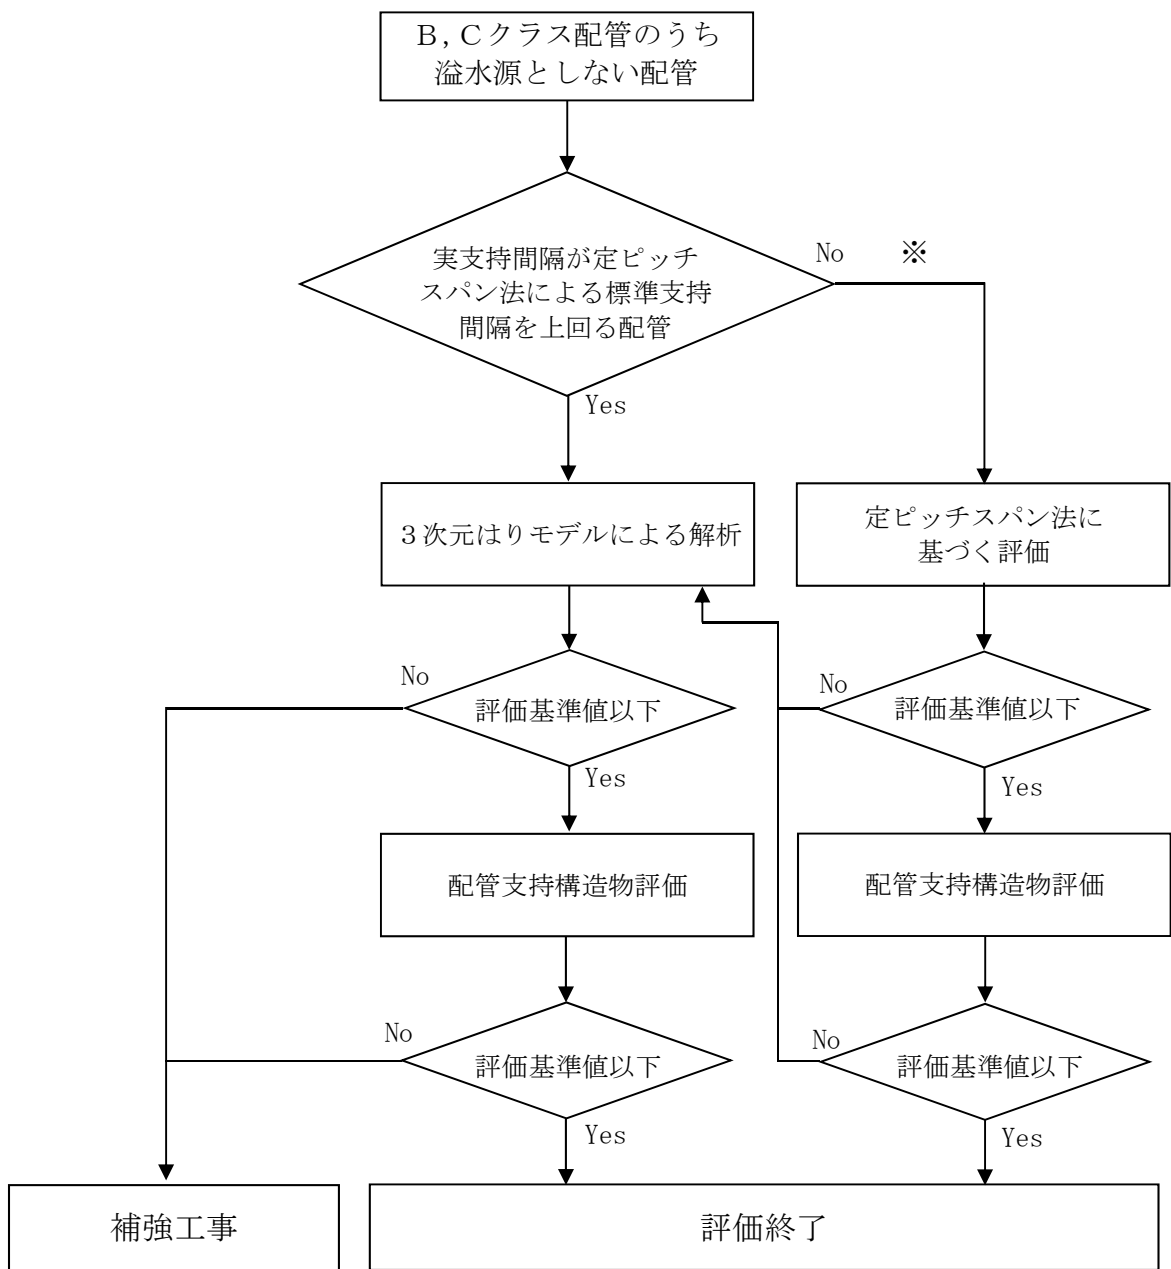 Ｂ，Ｃクラス配管のうち
溢水源としない配管
実支持間隔が定ピッチ
スパン法による標準支持
間隔を上回る配管
No ※
Yes
３次元はりモデルによる解析
定ピッチスパン法に
基づく評価
No
評価基準値以下
No
評価基準値以下
Yes
Yes
配管支持構造物評価
配管支持構造物評価
No
評価基準値以下
No
評価基準値以下
Yes
Yes
補強工事
評価終了